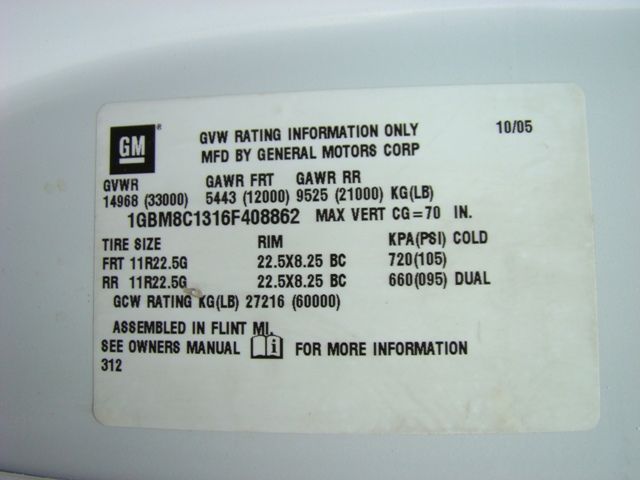 GM ®
GVW RATING INFORMATION ONLY 10/05
MFD BY GENERAL MOTORS CORP
GVWR GAWR FRT GAWR RR
14968 (33000) 5443 (12000) 9525 (21000) KG(LB)
1GBM8C1316F408862 MAX VERT CG=70 IN.
TIRE SIZE RIM KPA(PSI) COLD
FRT 11R22.5G 22.5X8.25 BC 720(105)
RR 11R22.5G 22.5X8.25 BC 660(095) DUAL
GCW RATING KG(LB) 27216 (60000)
ASSEMBLED IN FLINT MI.
SEE OWNERS MANUAL i FOR MORE INFORMATION
312